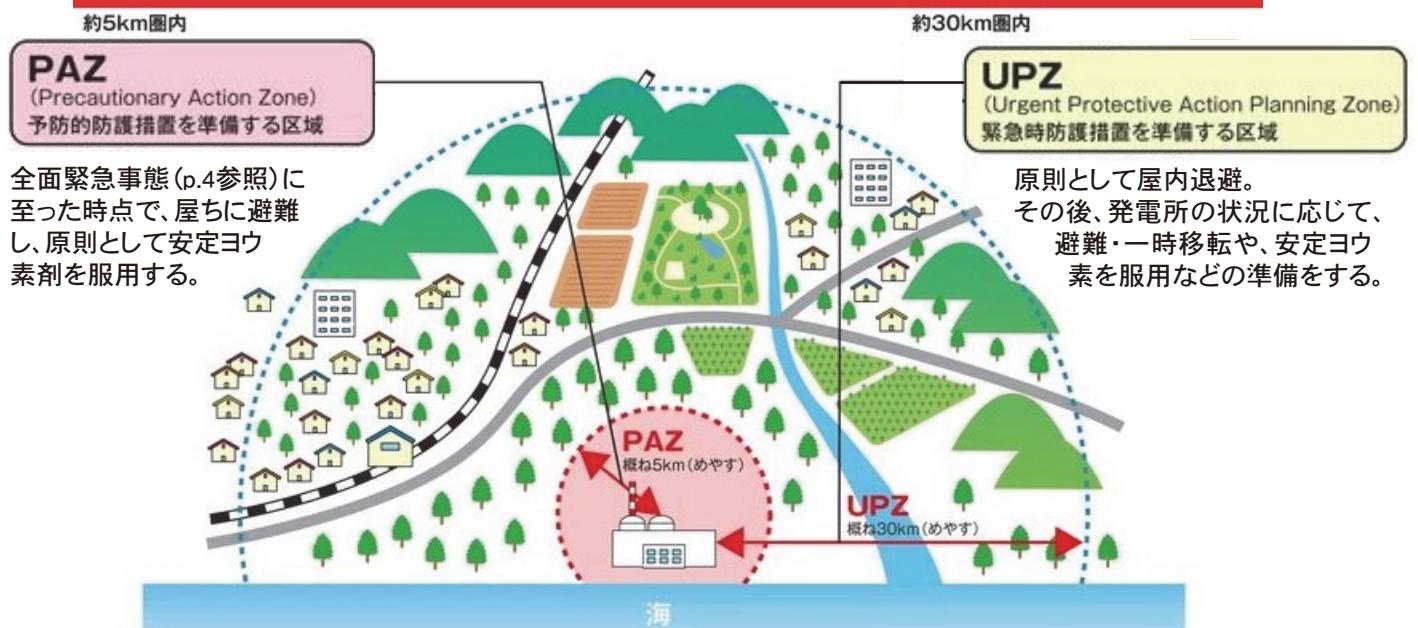 約5km圏内
PAZ
(Precautionary Action Zone)
予防的防護措置を準備する区域
全面緊急事態(p.4参照)に
至った時点で、屋ちに避難
し、原則として安定ヨウ
素剤を服用する。
約30km圏内
UPZ
(Urgent Protective Action Planning Zone)
緊急時防護措置を準備する区域
原則として屋内退避。
その後、発電所の状況に応じて、
避難・一時移転や、安定ヨウ
素を服用などの準備をする。
PAZ
概ね5km(めやす)
UPZ
概ね30km(めやす)
海